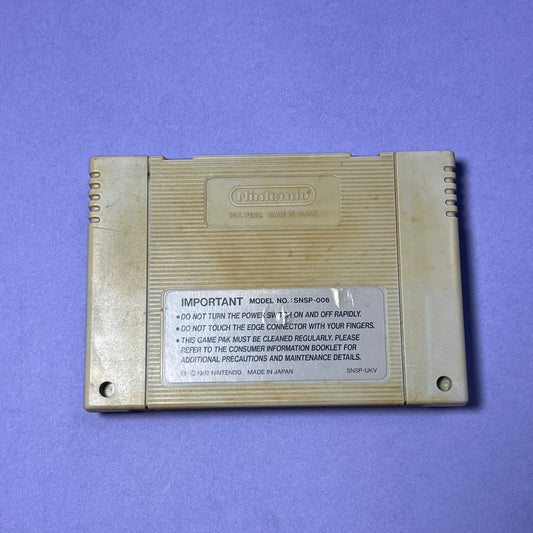 Nintendo
PAT. PEND. MADE IN JAPAN
IMPORTANT MODEL NO.: SNSP-006
• DO NOT TURN THE POWER SWITCH ON AND OFF RAPIDLY.
• DO NOT TOUCH THE EDGE CONNECTOR WITH YOUR FINGERS.
• THIS GAME PAK MUST BE CLEANED REGULARLY. PLEASE
REFER TO THE CONSUMER INFORMATION BOOKLET FOR
ADDITIONAL PRECAUTIONS AND MAINTENANCE DETAILS.
© 1992 NINTENDO MADE IN JAPAN SNSP-UKV